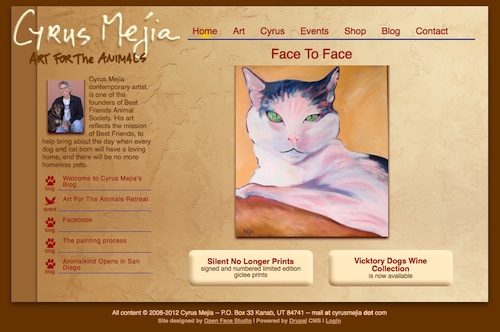 Cyrus Mejia
ART FOR THE ANIMALS
Home Art Cyrus Events Shop Blog Contact
Face To Face
Cyrus Mejia
contemporary artist,
is one of the
founders of Best
Friends Animal
Society. His art
reflects the mission
of Best Friends, to
help bring about the day when every
dog and cat born will have a loving
home, and there will be no more
homeless pets.
blog
Welcome to Cyrus Mejia's
Blog
event
Art For The Animals Retreat
blog
Facebook
blog
The painting process
blog
Animalkind Opens in San
Diego
Silent No Longer Prints
signed and numbered limited edition
giclee prints
Vicktory Dogs Wine
Collection
is now available
All content © 2008-2012 Cyrus Mejia -- P.O. Box 33 Kanab, UT 84741 -- mail at cyrusmejia dot com
Site designed by Open Face Studio | Powered by Drupal CMS | Login